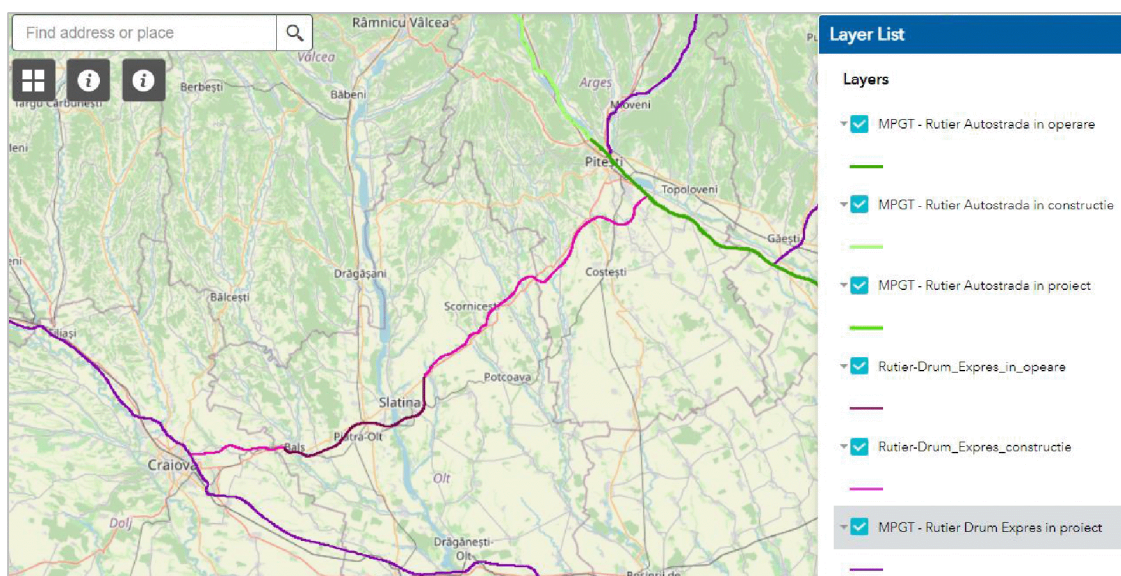 Find address or place
Layer List
Layers
MPGT - Rutier Autostrada in operare
MPGT - Rutier Autostrada in constructie
MPGT - Rutier Autostrada in proiect
Rutier-Drum_Expres_in_opeare
Rutier-Drum_Expres_constructie
MPGT - Rutier Drum Expres in proiect
Râmnicu Vâlcea
Vâlcea
Berbești
Băbeni
Argeș
Mioveni
Pitești
Topoloveni
Găești
Drăgășani
Costești
Bălcești
Scornicești
Filiași
Potcoava
Slatina
Balș
Piatra-Olt
Craiova
Olt
Dolj
Drăgănești-
Olt